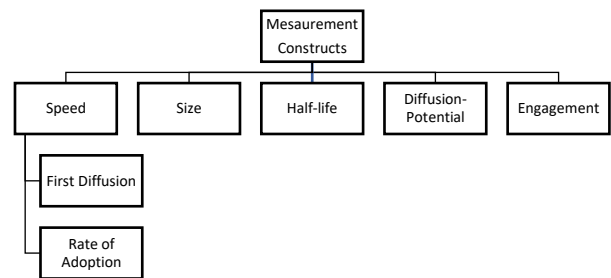 Mesaurement
Constructs
Speed
Size
Half-life
Diffusion-
Potential
Engagement
First Diffusion
Rate of
Adoption